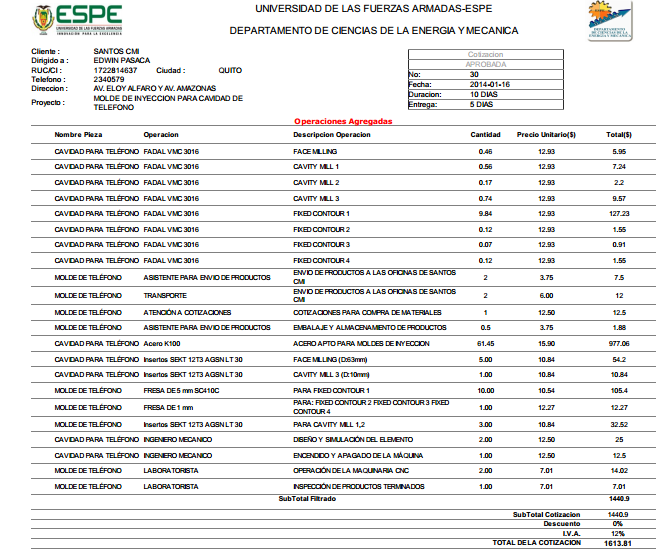 ESPE
UNIVERSIDAD DE LAS FUERZAS ARMADAS
INNOVACIÓN PARA LA EXCELENCIA
UNIVERSIDAD DE LAS FUERZAS ARMADAS-ESPE
DEPARTAMENTO DE CIENCIAS DE LA ENERGIA Y MECANICA
DEPARTAMENTO
DE CIENCIAS DE LA
ENERGIA Y MECANICA
Cliente : SANTOS CMI
Dirigido a : EDWIN PASACA
RUC/CI : 1722814637 Ciudad : QUITO
Telefono : 2340579
Direccion : AV. ELOY ALFARO Y AV. AMAZONAS
Proyecto : MOLDE DE INYECCION PARA CAVIDAD DE
TELEFONO
Cotizacion
APROBADA
No: 30
Fecha: 2014-01-16
Duracion: 10 DIAS
Entrega: 5 DIAS
Operaciones Agregadas
Nombre Pieza Operacion Descripcion Operacion Cantidad Precio Unitario($) Total($)
CAVIDAD PARA TELÉFONO FADAL VMC 3016 FACE MILLING 0.46 12.93 5.95
CAVIDAD PARA TELÉFONO FADAL VMC 3016 CAVITY MILL 1 0.56 12.93 7.24
CAVIDAD PARA TELÉFONO FADAL VMC 3016 CAVITY MILL 2 0.17 12.93 2.2
CAVIDAD PARA TELÉFONO FADAL VMC 3016 CAVITY MILL 3 0.74 12.93 9.57
CAVIDAD PARA TELÉFONO FADAL VMC 3016 FIXED CONTOUR 1 9.84 12.93 127.23
CAVIDAD PARA TELÉFONO FADAL VMC 3016 FIXED CONTOUR 2 0.12 12.93 1.55
CAVIDAD PARA TELÉFONO FADAL VMC 3016 FIXED CONTOUR 3 0.07 12.93 0.91
CAVIDAD PARA TELÉFONO FADAL VMC 3016 FIXED CONTOUR 4 0.12 12.93 1.55
MOLDE DE TELÉFONO ASISTENTE PARA ENVIO DE PRODUCTOS ENVIO DE PRODUCTOS A LAS OFICINAS DE SANTOS CMI 2 3.75 7.5
MOLDE DE TELÉFONO TRANSPORTE ENVIO DE PRODUCTOS A LAS OFICINAS DE SANTOS CMI 2 6.00 12
MOLDE DE TELÉFONO ATENCIÓN A COTIZACIONES COTIZACIONES PARA COMPRA DE MATERIALES 1 12.50 12.5
MOLDE DE TELÉFONO ASISTENTE PARA ENVIO DE PRODUCTOS EMBALAJE Y ALMACENAMIENTO DE PRODUCTOS 0.5 3.75 1.88
CAVIDAD PARA TELÉFONO Acero K100 ACERO APTO PARA MOLDES DE INYECCION 61.45 15.90 977.06
CAVIDAD PARA TELÉFONO Insertos SEKT 12T3 AGSN LT 30 FACE MILLING (D:63mm) 5.00 10.84 54.2
CAVIDAD PARA TELÉFONO Insertos SEKT 12T3 AGSN LT 30 CAVITY MILL 3 (D:10mm) 1.00 10.84 10.84
MOLDE DE TELÉFONO FRESA DE 5 mm SC410C PARA FIXED CONTOUR 1 10.00 10.54 105.4
MOLDE DE TELÉFONO FRESA DE 1 mm PARA: FIXED CONTOUR 2 FIXED CONTOUR 3 FIXED CONTOUR 4 1.00 12.27 12.27
MOLDE DE TELÉFONO Insertos SEKT 12T3 AGSN LT 30 PARA CAVITY MILL 1,2 3.00 10.84 32.52
CAVIDAD PARA TELÉFONO INGENIERO MECANICO DISEÑO Y SIMULACIÓN DEL ELEMENTO 2.00 12.50 25
CAVIDAD PARA TELÉFONO INGENIERO MECANICO ENCENDIDO Y APAGADO DE LA MÁQUINA 1.00 12.50 12.5
MOLDE DE TELÉFONO LABORATORISTA OPERACIÓN DE LA MAQUINARIA CNC 2.00 7.01 14.02
MOLDE DE TELÉFONO LABORATORISTA INSPECCIÓN DE PRODUCTOS TERMINADOS 1.00 7.01 7.01
SubTotal Filtrado 1440.9
SubTotal Cotizacion 1440.9
Descuento 0%
I.V.A. 12%
TOTAL DE LA COTIZACION 1613.81